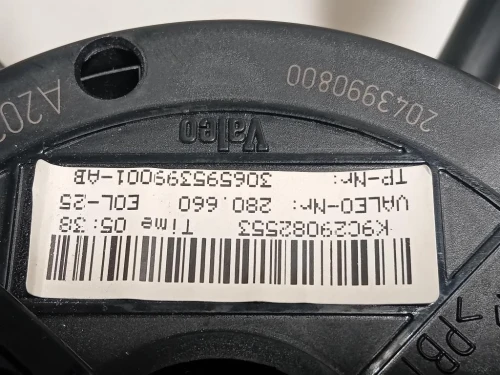 K9C29082553 Time 05:38
VALEO-Nr: 280.660 EOL-25
TP-Nr: 306595399001-AB
Valeo
2043990800